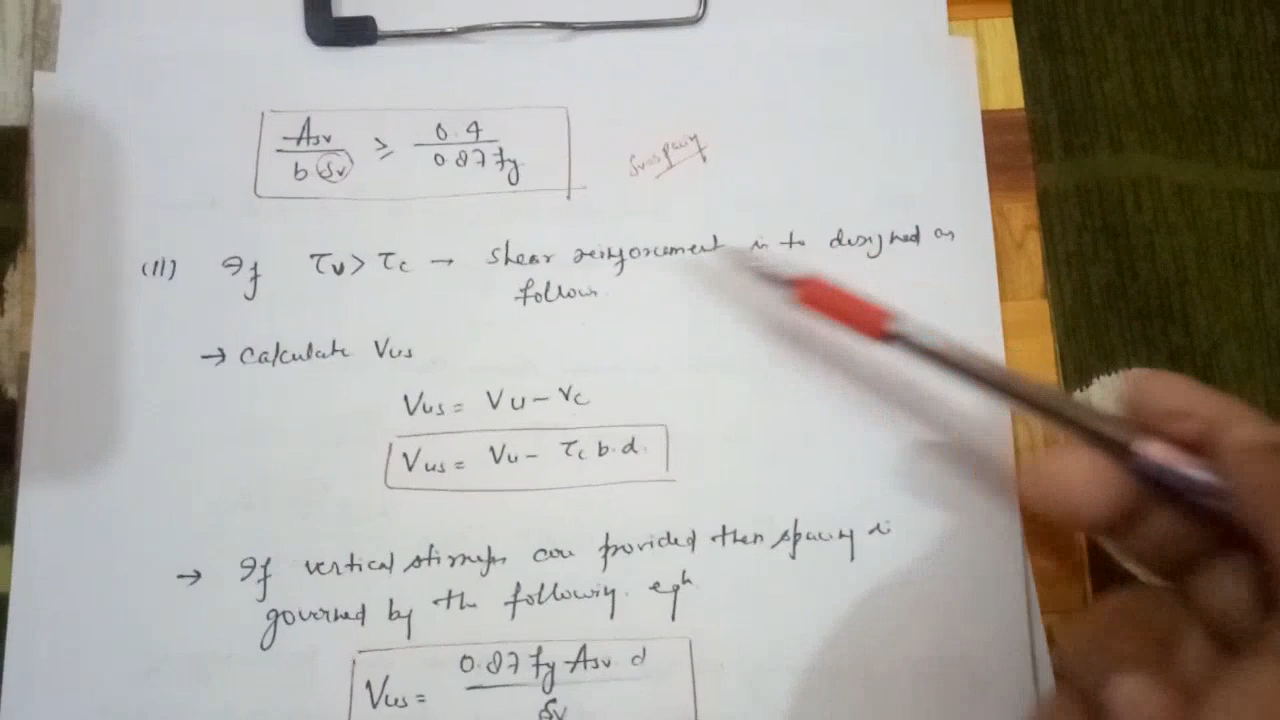 Asv / b Sv ≥ 0.4 / 0.87 fy
Sv=spacing
(II) If τv > τc → shear reinforcement is to designed as
follow.
→ Calculate Vus
Vus = Vu - Vc
Vus = Vu - τc b.d.
→ If vertical stirrups are provided then spacing is
governed by the following. eqn
Vus = 0.87 fy Asv d / Sv